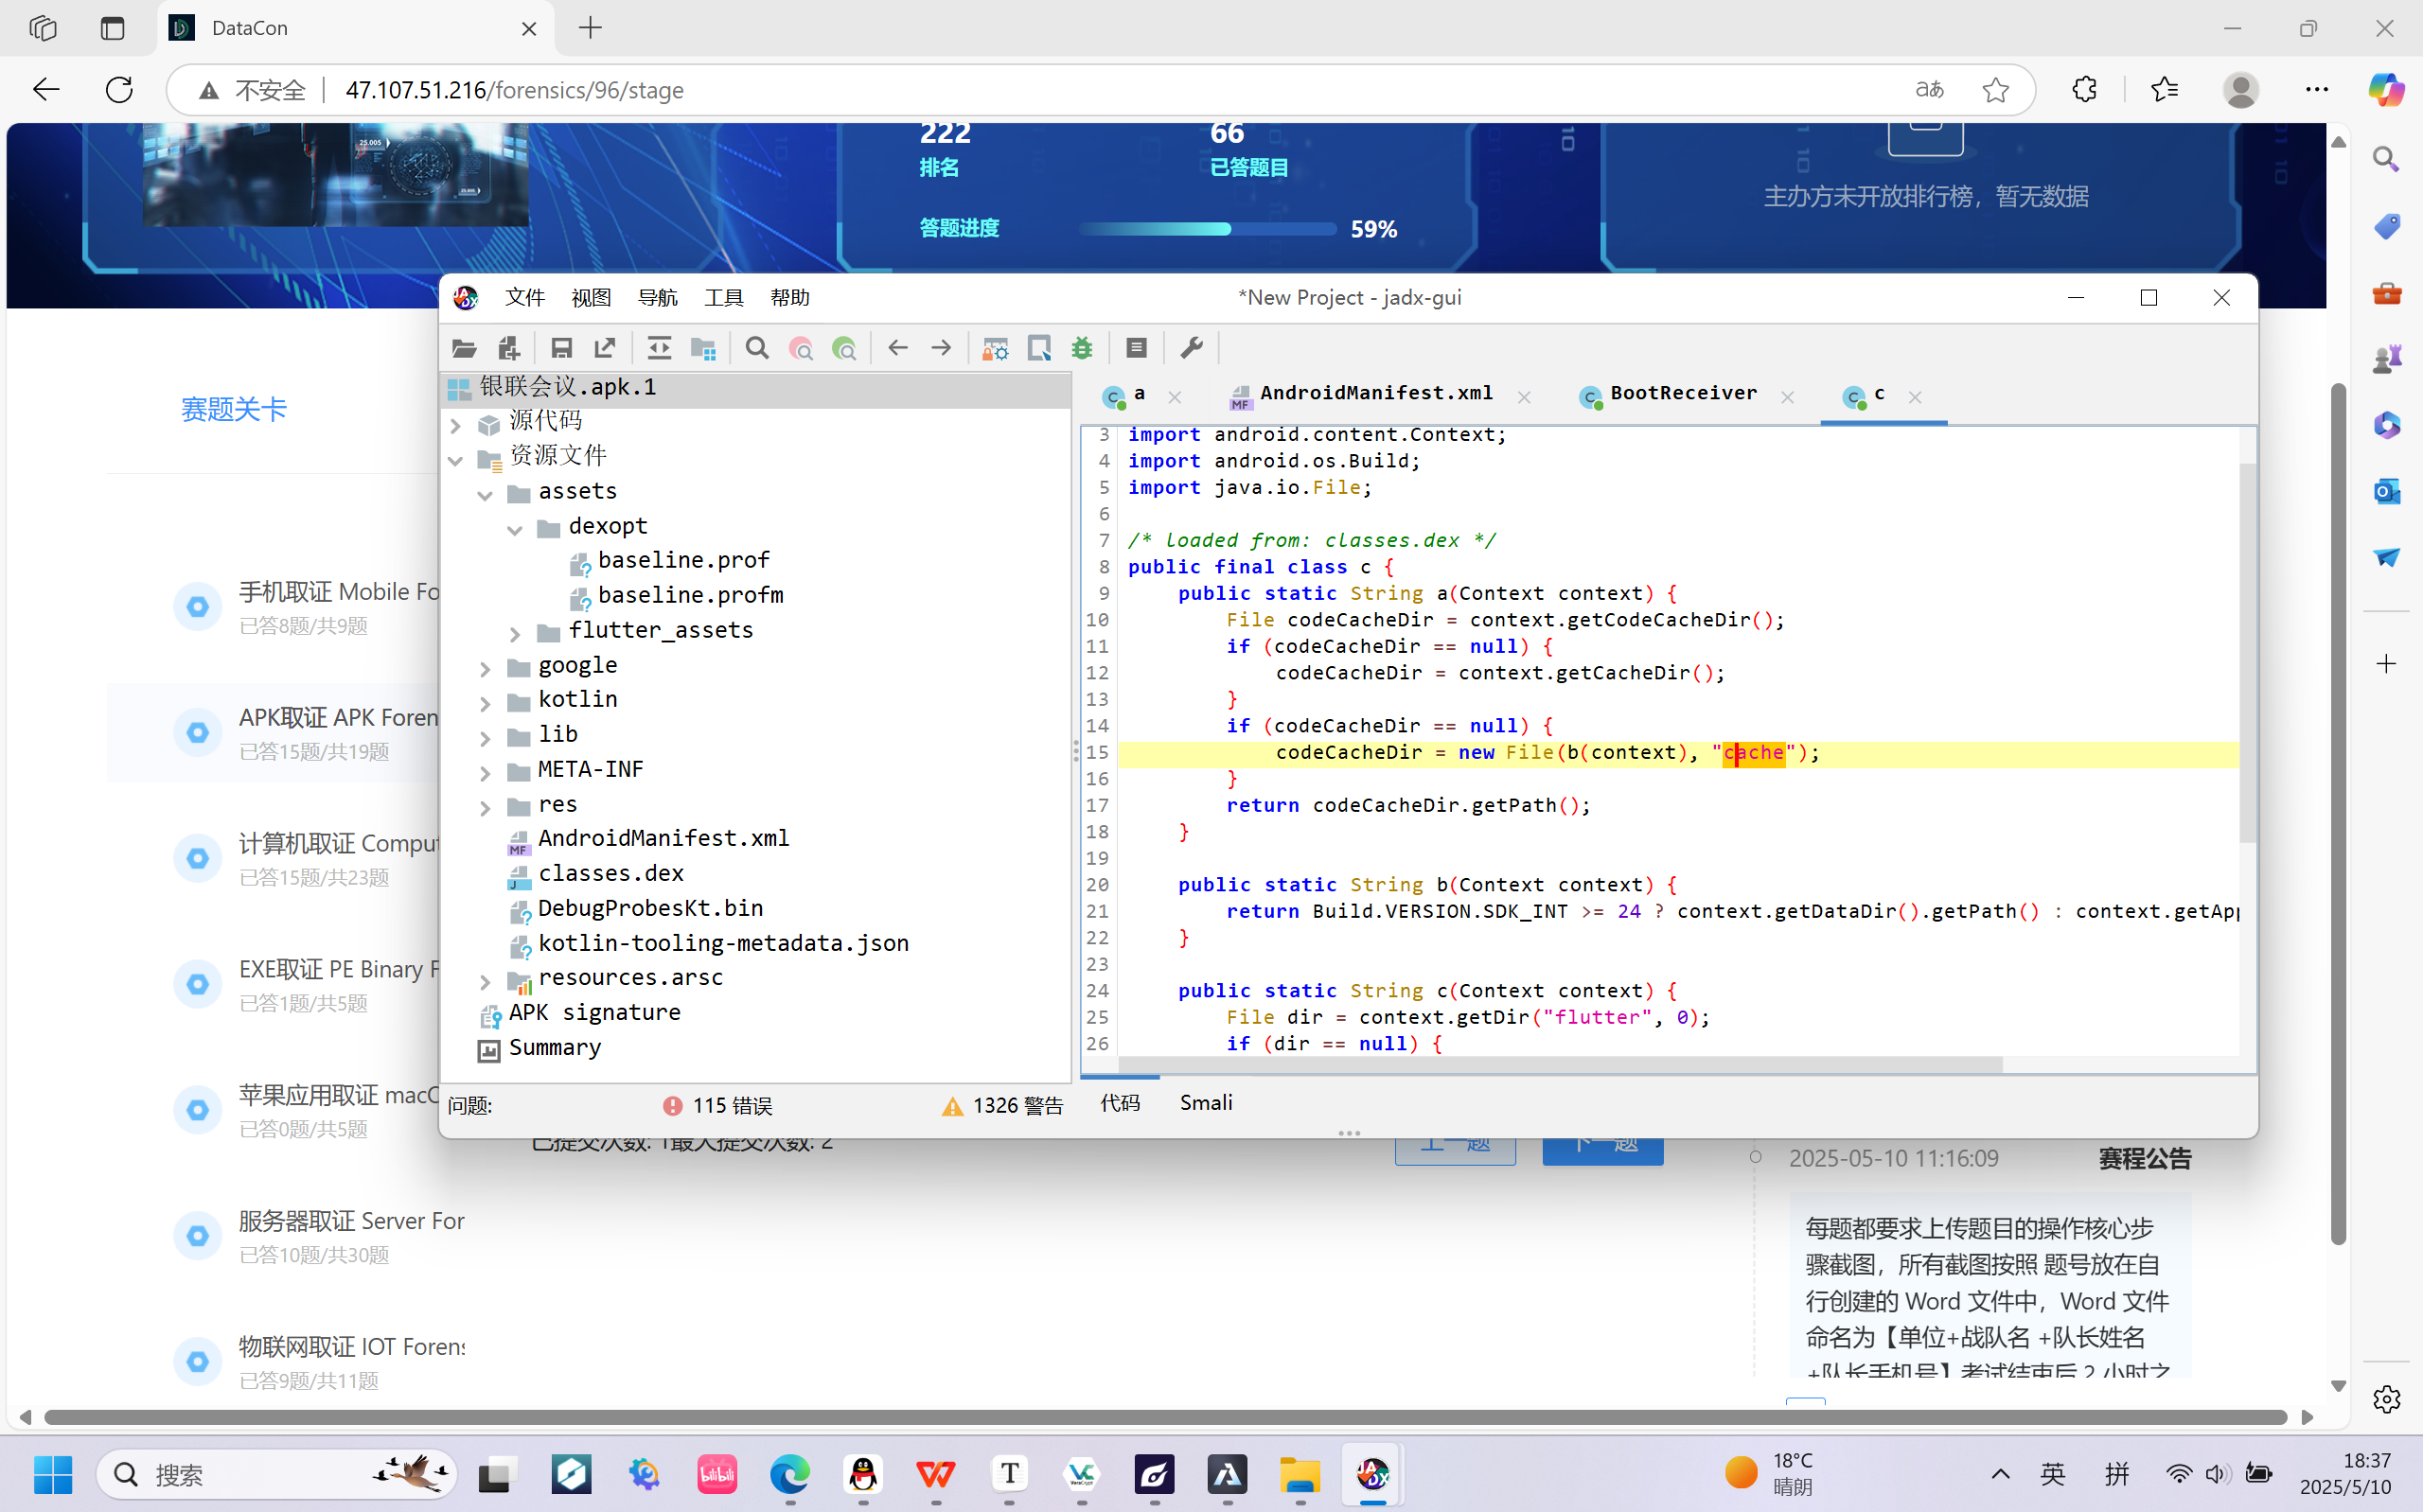 DataCon
不安全
47.107.51.216/forensics/96/stage
222
66
排名
已答题目
答题进度
59%
主办方未开放排行榜，暂无数据
赛题关卡
手机取证 Mobile Fo
已答8题/共9题
APK取证 APK Foren
已答15题/共19题
计算机取证 Comput
已答15题/共23题
EXE取证 PE Binary F
已答1题/共5题
苹果应用取证 macO
已答0题/共5题
服务器取证 Server For
已答10题/共30题
物联网取证 IOT Forens
已答9题/共11题
文件 视图 导航 工具 帮助
*New Project - jadx-gui
银联会议.apk.1
源代码
资源文件
assets
dexopt
baseline.prof
baseline.profm
flutter_assets
google
kotlin
lib
META-INF
res
AndroidManifest.xml
classes.dex
DebugProbesKt.bin
kotlin-tooling-metadata.json
resources.arsc
APK signature
Summary
问题:
115 错误
1326 警告
a
AndroidManifest.xml
BootReceiver
c
3 import android.content.Context;
4 import android.os.Build;
5 import java.io.File;
6
7 /* loaded from: classes.dex */
8 public final class c {
9 public static String a(Context context) {
10 File codeCacheDir = context.getCodeCacheDir();
11 if (codeCacheDir == null) {
12 codeCacheDir = context.getCacheDir();
13 }
14 if (codeCacheDir == null) {
15 codeCacheDir = new File(b(context), "cache");
16 }
17 return codeCacheDir.getPath();
18 }
19
20 public static String b(Context context) {
21 return Build.VERSION.SDK_INT >= 24 ? context.getDataDir().getPath() : context.getApp
22 }
23
24 public static String c(Context context) {
25 File dir = context.getDir("flutter", 0);
26 if (dir == null) {
代码
Smali
已提交次数: 1最大提交次数: 2
上一题
下一题
2025-05-10 11:16:09
赛程公告
每题都要求上传题目的操作核心步
骤截图，所有截图按照 题号放在自
行创建的 Word 文件中，Word 文件
命名为【单位+战队名 +队长姓名
+队长手机号】考试结束后 2 小时之
搜索
18°C
晴朗
英
拼
18:37
2025/5/10